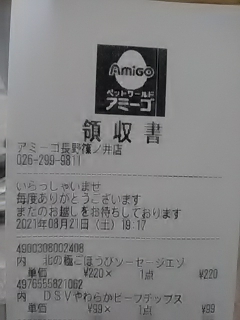 Amigo
ペットワールド
アミーゴ
領収書
アミーゴ長野篠ノ井店
026-299-9811
いらっしゃいませ
毎度ありがとうございます
またのお越しをお待ちしております
2021年08月21日(土) 19:17
4990308002498
内 北の極ごほうびソーセージエゾ
単価 ¥220× 1点 ¥220
4976555821062
内 DSVやわらかビーフチップス
単価 ¥99× 1点 ¥99